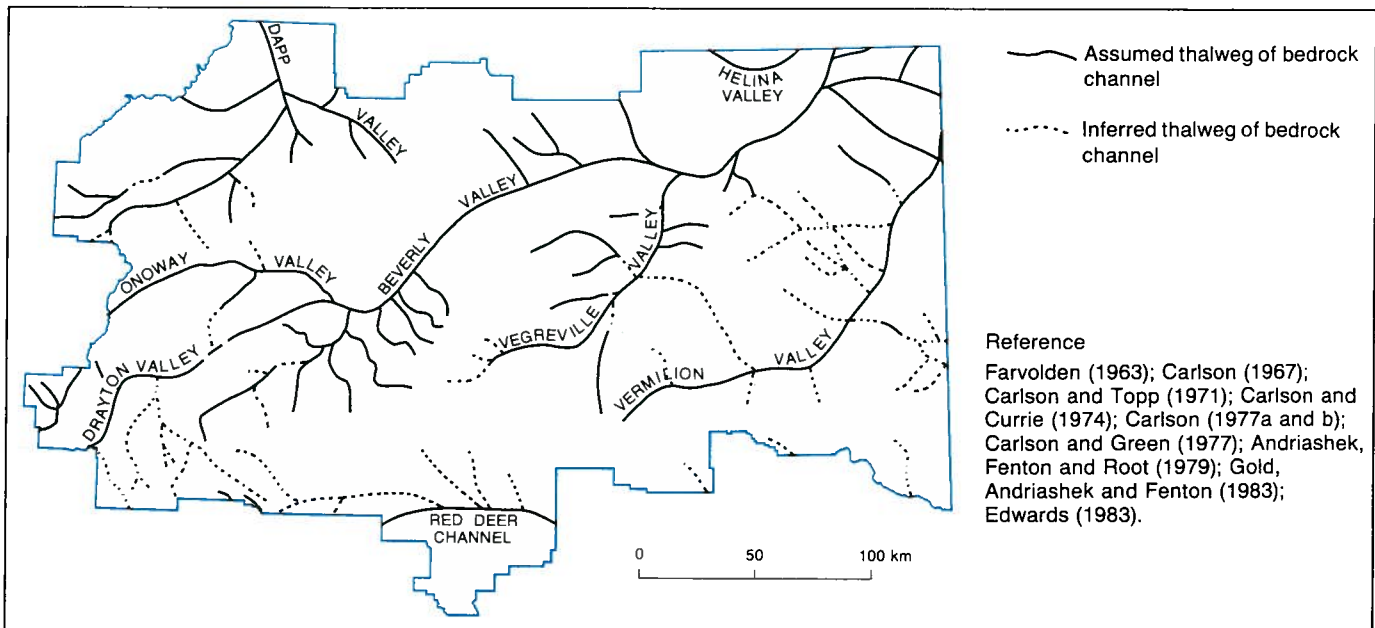 DAPP
VALLEY
HELINA
VALLEY
ONOWAY
VALLEY
BEVERLY
VALLEY
VALLEY
VEGREVILLE
DRAYTON VALLEY
VERMILION
VALLEY
RED DEER
CHANNEL
0 50 100 km
Assumed thalweg of bedrock
channel
Inferred thalweg of bedrock
channel
Reference
Farvolden (1963); Carlson (1967);
Carlson and Topp (1971); Carlson and
Currie (1974); Carlson (1977a and b);
Carlson and Green (1977); Andriashek,
Fenton and Root (1979); Gold,
Andriashek and Fenton (1983);
Edwards (1983).